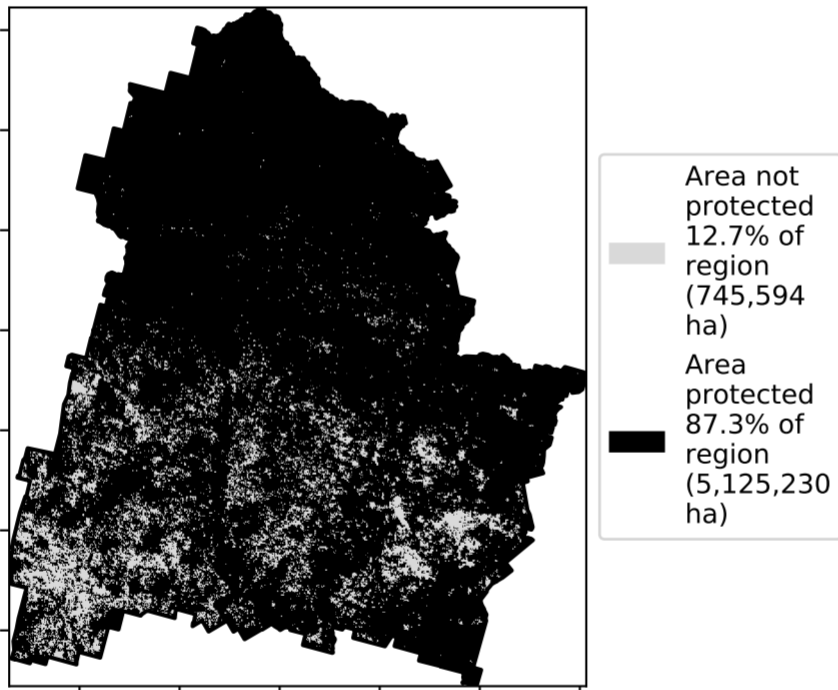 Area not
protected
12.7% of
region
(745,594
ha)
Area
protected
87.3% of
region
(5,125,230
ha)